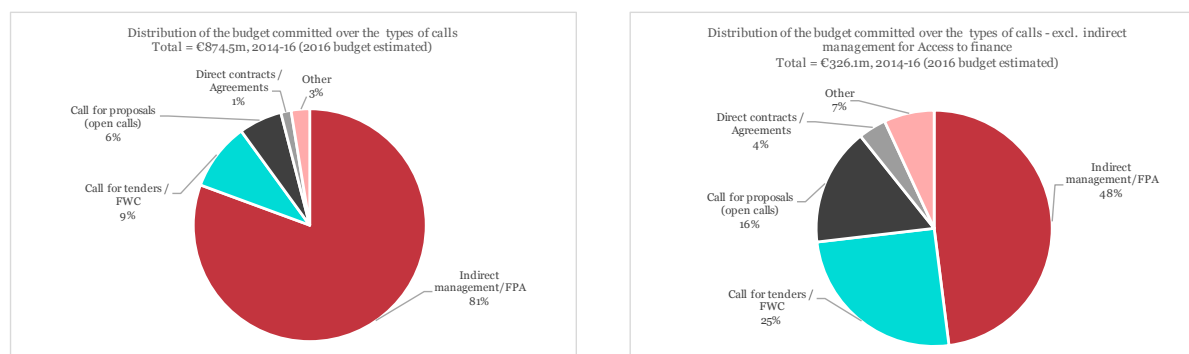 Distribution of the budget committed over the types of calls
Total = €874.5m, 2014-16 (2016 budget estimated)
Direct contracts /
Agreements
1%
Other
3%
Call for proposals
(open calls)
6%
Call for tenders /
FWC
9%
Indirect
management/FPA
81%
Distribution of the budget committed over the types of calls - excl. indirect
management for Access to finance
Total = €326.1m, 2014-16 (2016 budget estimated)
Other
7%
Direct contracts /
Agreements
4%
Indirect
management/FPA
48%
Call for proposals
(open calls)
16%
Call for tenders /
FWC
25%